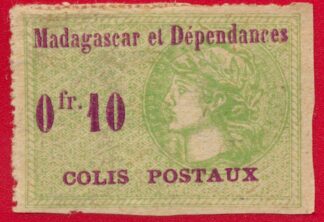 Madagascar et Dépendances
0 fr. 10
COLIS POSTAUX